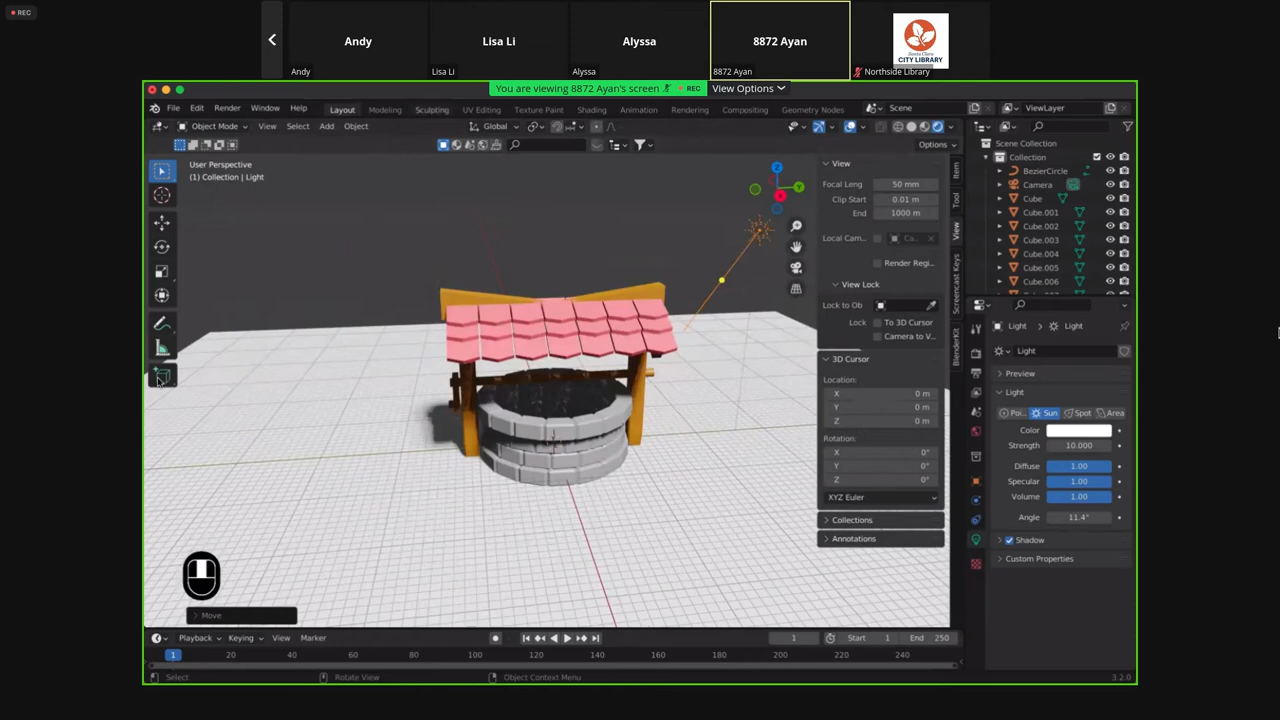 REC
Andy
Lisa Li
Alyssa
8872 Ayan
Santa Clara
CITY LIBRARY
Andy
Lisa Li
Alyssa
8872 Ayan
Northside Library
You are viewing 8872 Ayan's screen
REC
View Options
File Edit Render Window Help
Layout Modeling Sculpting UV Editing Texture Paint Shading Animation Rendering Compositing Geometry Nodes
Scene
ViewLayer
Object Mode View Select Add Object
Global
Options
User Perspective
(1) Collection | Light
Z
Y
X
View
Focal Leng 50 mm
Clip Start 0.01 m
End 1000 m
Local Cam... Ca...
Render Regi...
View Lock
Lock to Ob
Lock To 3D Cursor
Camera to V...
3D Cursor
Location:
X 0 m
Y 0 m
Z 0 m
Rotation:
X 0°
Y 0°
Z 0°
XYZ Euler
Collections
Annotations
Item
Tool
View
Screencast Keys
BlenderKit
Scene Collection
Collection
BezierCircle
Camera
Cube
Cube.001
Cube.002
Cube.003
Cube.004
Cube.005
Cube.006
Light Light
Light
Preview
Light
Poi... Sun Spot Area
Color
Strength 10.000
Diffuse 1.00
Specular 1.00
Volume 1.00
Angle 11.4°
Shadow
Custom Properties
Move
Playback Keying View Marker
1
Start 1
End 250
1 20 40 60 80 100 120 140 160 180 200 220 240
Select
Rotate View
Object Context Menu
3.2.0